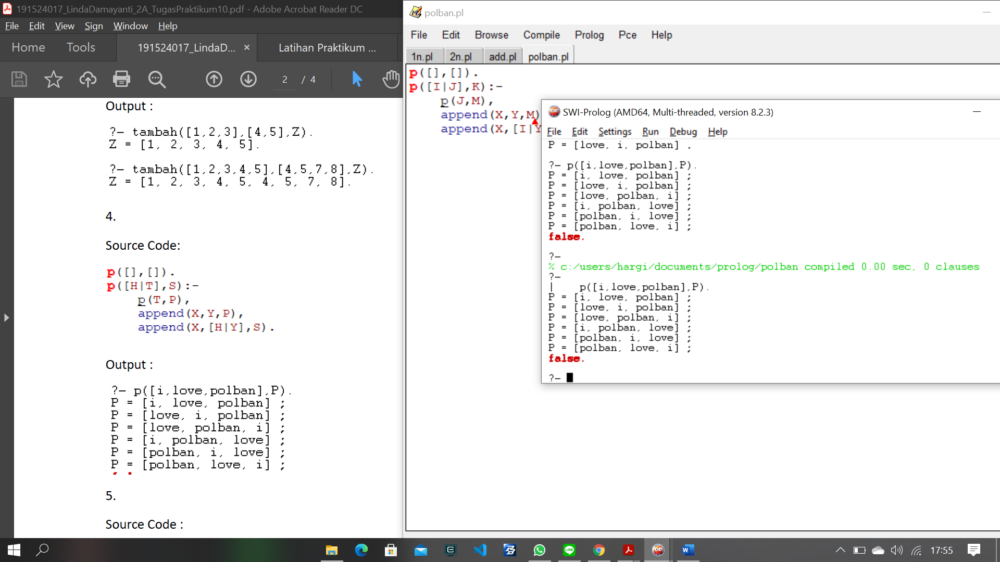 191524017_LindaDamayanti_2A_TugasPraktikum10.pdf - Adobe Acrobat Reader DC
File Edit View Sign Window Help
Home Tools 191524017_LindaD... × Latihan Praktikum ...
2 / 4
Output :
?- tambah([1,2,3],[4,5],Z).
Z = [1, 2, 3, 4, 5].
?- tambah([1,2,3,4,5],[4,5,7,8],Z).
Z = [1, 2, 3, 4, 5, 4, 5, 7, 8].
4.
Source Code:
p([],[]).
p([H|T],S):-
p(T,P),
append(X,Y,P),
append(X,[H|Y],S).
Output :
?- p([i,love,polban],P).
P = [i, love, polban] ;
P = [love, i, polban] ;
P = [love, polban, i] ;
P = [i, polban, love] ;
P = [polban, i, love] ;
P = [polban, love, i] ;
5.
Source Code :
polban.pl
File Edit Browse Compile Prolog Pce Help
1n.pl 2n.pl add.pl polban.pl
p([],[]).
p([I|J],K):-
p(J,M),
append(X,Y,M)
append(X,[I|Y
SWI-Prolog (AMD64, Multi-threaded, version 8.2.3)
File Edit Settings Run Debug Help
P = [love, i, polban] .
?- p([i,love,polban],P).
P = [i, love, polban] ;
P = [love, i, polban] ;
P = [love, polban, i] ;
P = [i, polban, love] ;
P = [polban, i, love] ;
P = [polban, love, i] ;
false.
?-
% c:/users/hargi/documents/prolog/polban compiled 0.00 sec, 0 clauses
?-
| p([i,love,polban],P).
P = [i, love, polban] ;
P = [love, i, polban] ;
P = [love, polban, i] ;
P = [i, polban, love] ;
P = [polban, i, love] ;
P = [polban, love, i] ;
false.
?-
17:55